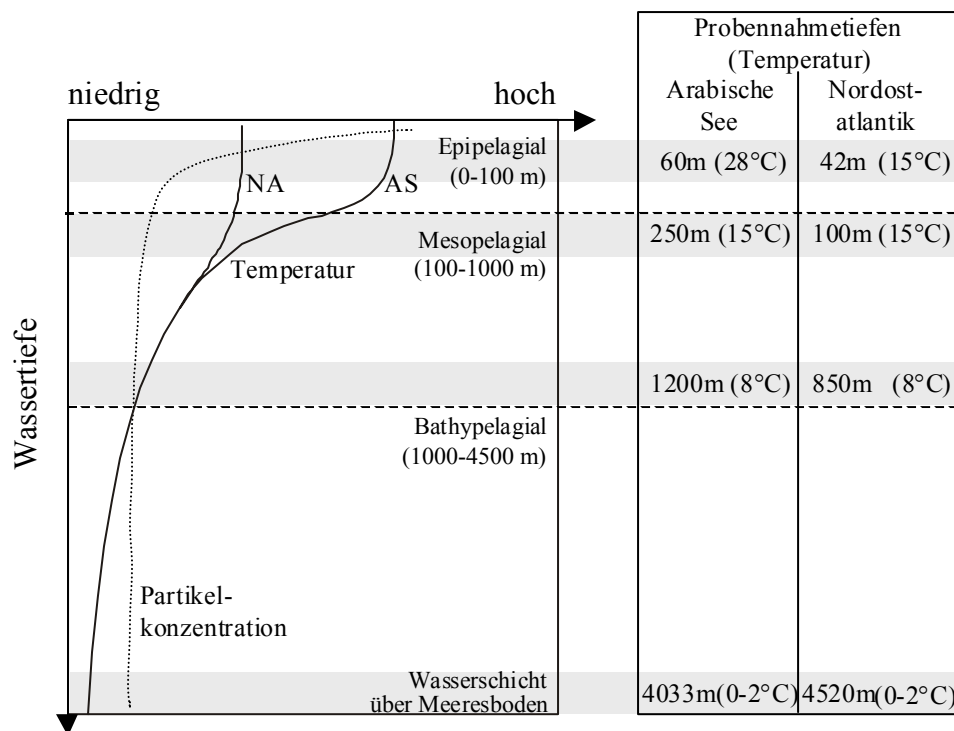 niedrig hoch
Wassertiefe
Epipelagial
(0-100 m)
NA AS
Mesopelagial
(100-1000 m)
Temperatur
Bathypelagial
(1000-4500 m)
Partikel-
konzentration
Wasserschicht
über Meeresboden
Probennahmetiefen
(Temperatur)
Arabische
See
Nordost-
atlantik
60m (28°C) 42m (15°C)
250m (15°C) 100m (15°C)
1200m (8°C) 850m (8°C)
4033m(0-2°C) 4520m(0-2°C)